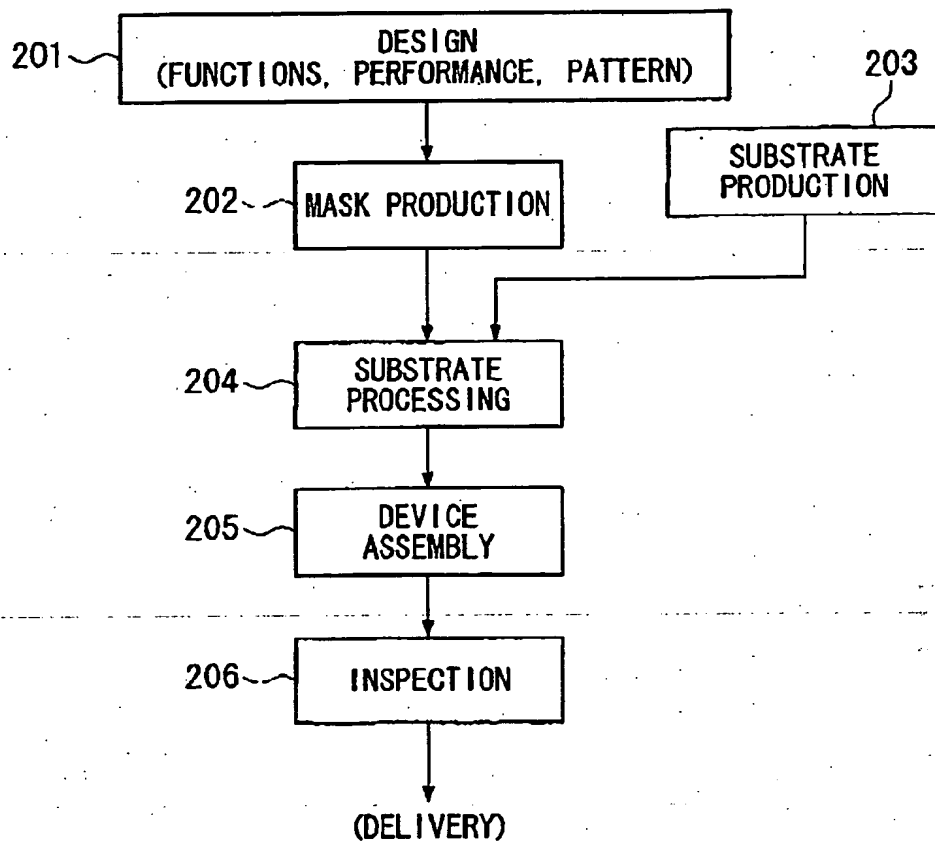 201
DESIGN
(FUNCTIONS, PERFORMANCE, PATTERN)
203
SUBSTRATE
PRODUCTION
202
MASK PRODUCTION
204
SUBSTRATE
PROCESSING
205
DEVICE
ASSEMBLY
206
INSPECTION
(DELIVERY)